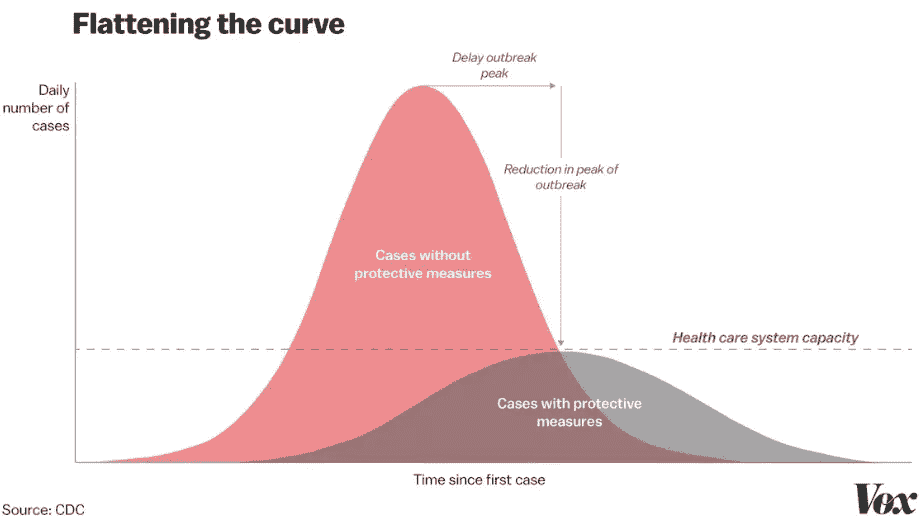 Flattening the curve
Delay outbreak
peak
Daily
number of
cases
Reduction in peak of
outbreak
Cases without
protective measures
Health care system capacity
Cases with protective
measures
Time since first case
Source: CDC
Vox